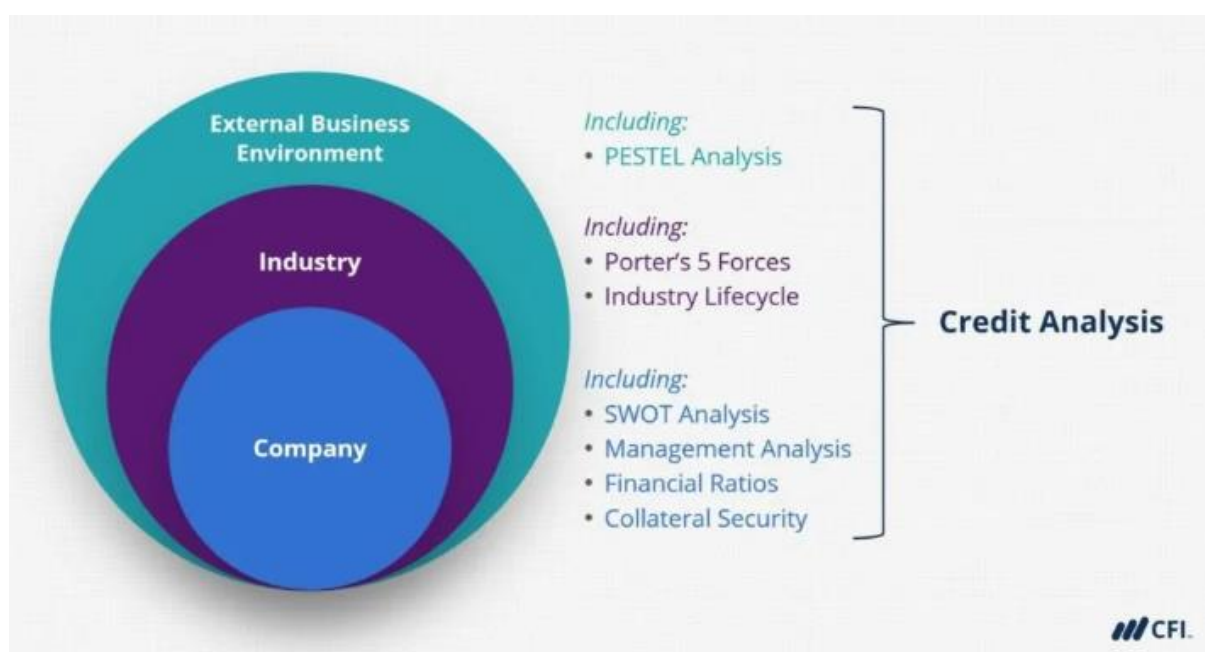 External Business
Environment
Industry
Company
Including:
• PESTEL Analysis
Including:
• Porter's 5 Forces
• Industry Lifecycle
Including:
• SWOT Analysis
• Management Analysis
• Financial Ratios
• Collateral Security
Credit Analysis
CFI™